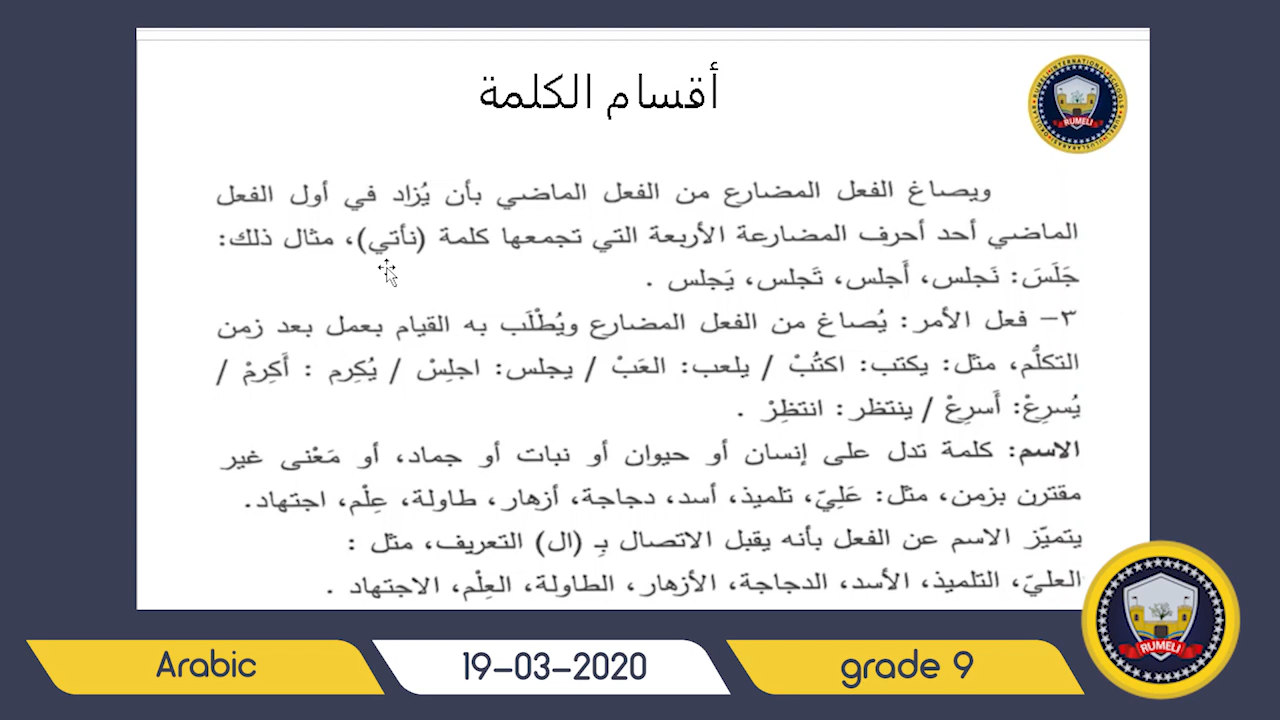 أقسام الكلمة
RUMELI INTERNATIONAL SCHOOLS
RUMELI
ويصاغ الفعل المضارع من الفعل الماضي بأن يُزاد في أول الفعل
الماضي أحد أحرف المضارعة الأربعة التي تجمعها كلمة (نأتي)، مثال ذلك:
جَلَسَ: نَجلس، أَجلس، تَجلس، يَجلس .
٣- فعل الأمر: يُصاغ من الفعل المضارع ويُطْلَب به القيام بعمل بعد زمن
التكلُّم، مثل: يكتب: اكتُبْ / يلعب: العَبْ / يجلس: اجلِسْ / يُكرِم : أَكرِمْ /
يُسرِعْ: أَسرِعْ / ينتظر: انتظِرْ .
الاسم: كلمة تدل على إنسان أو حيوان أو نبات أو جماد، أو مَعْنى غير
مقترن بزمن، مثل: عَلِيّ، تلميذ، أسد، دجاجة، أزهار، طاولة، عِلْم، اجتهاد.
يتميّز الاسم عن الفعل بأنه يقبل الاتصال بِـ (ال) التعريف، مثل :
العليّ، التلميذ، الأسد، الدجاجة، الأزهار، الطاولة، العِلْم، الاجتهاد .
RUMELI
Arabic
19-03-2020
grade 9